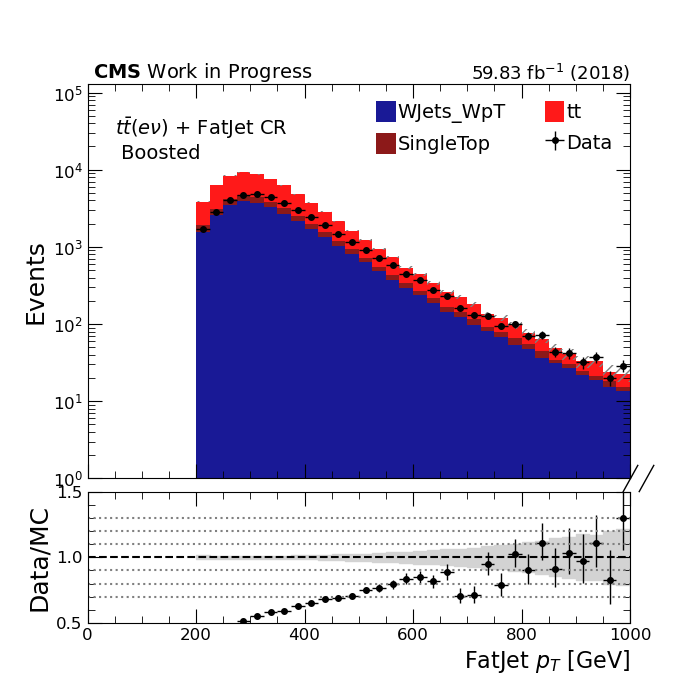 CMS Work in Progress 59.83 fb⁻¹ (2018)
tt̄(eν) + FatJet CR
Boosted
WJets_WpT
tt
SingleTop
Data
Events
10⁵
10⁴
10³
10²
10¹
10⁰
Data/MC
1.5
1.0
0.5
0 200 400 600 800 1000
FatJet p_T [GeV]